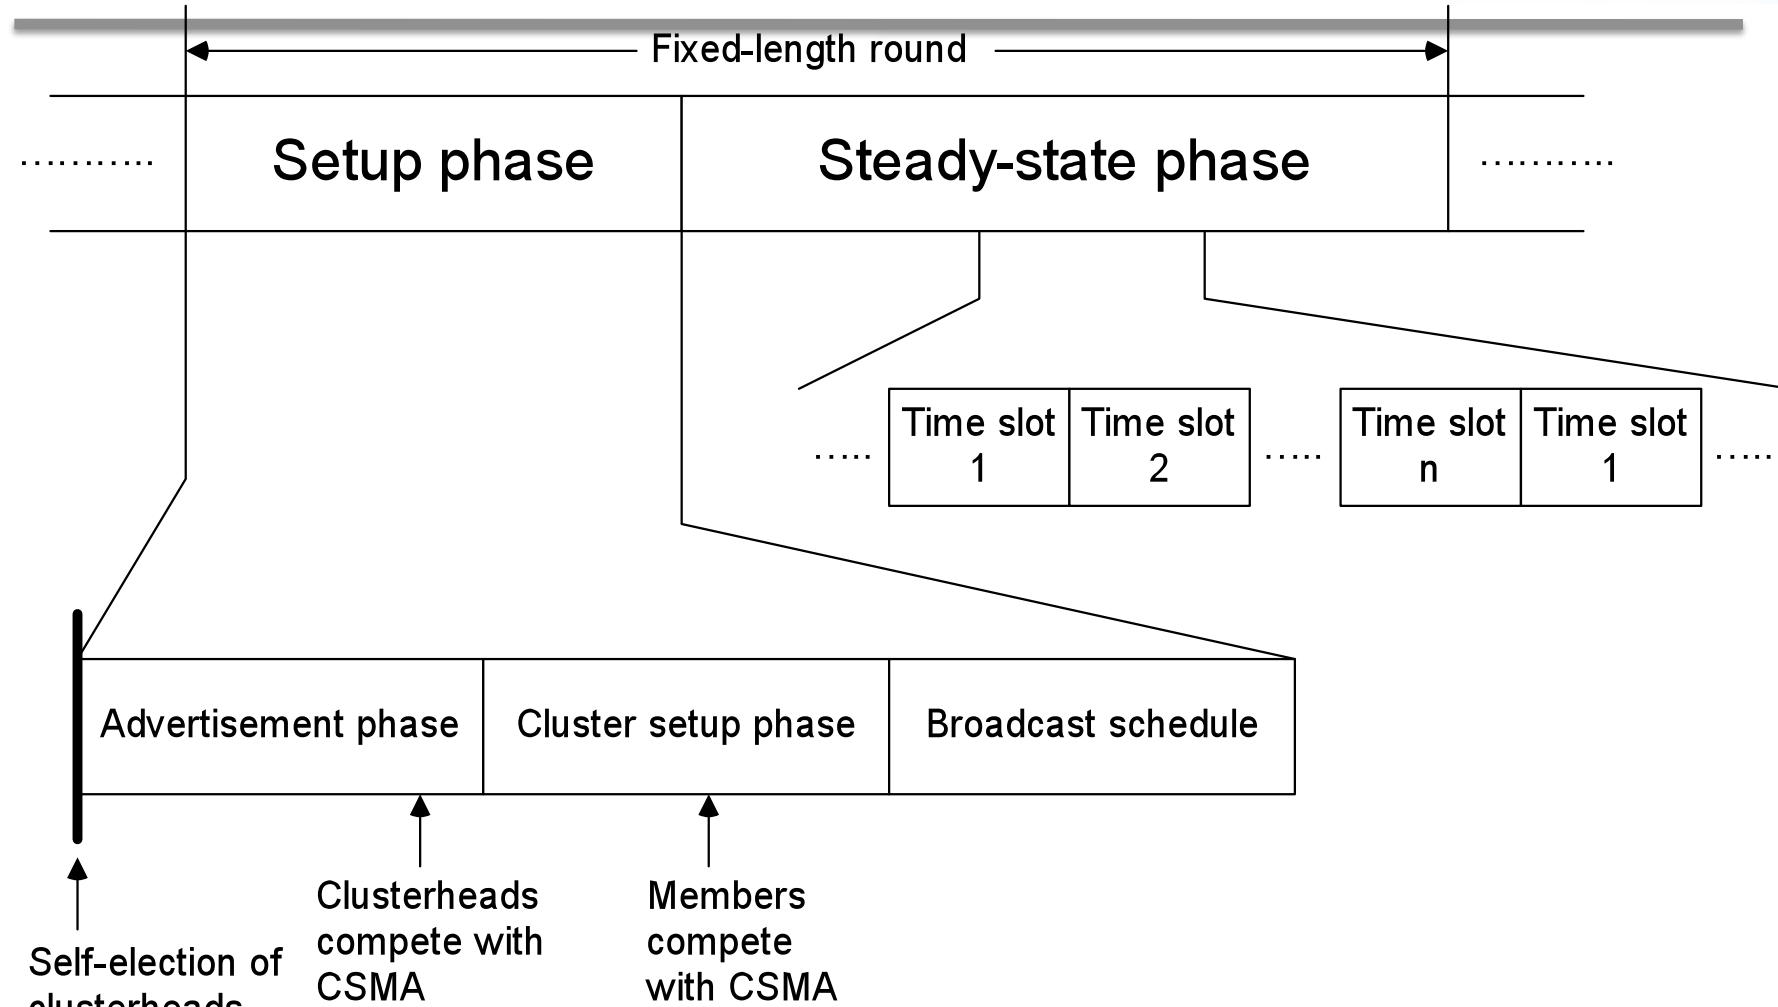 Fixed-length round
........... Setup phase Steady-state phase ...........
Time slot Time slot Time slot Time slot
..... 1 2 ..... n 1 .....
Advertisement phase Cluster setup phase Broadcast schedule
Clusterheads
compete with
CSMA
Members
compete
with CSMA
Self-election of
clusterheads